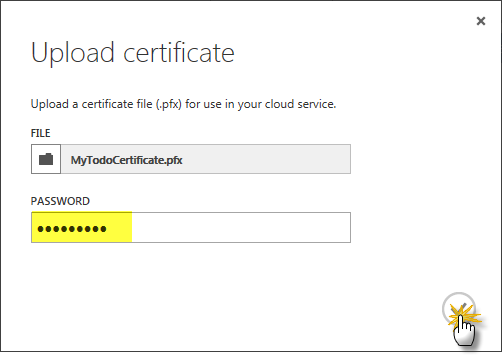 Upload certificate
Upload a certificate file (.pfx) for use in your cloud service.
FILE
MyTodoCertificate.pfx
PASSWORD
●●●●●●●●●